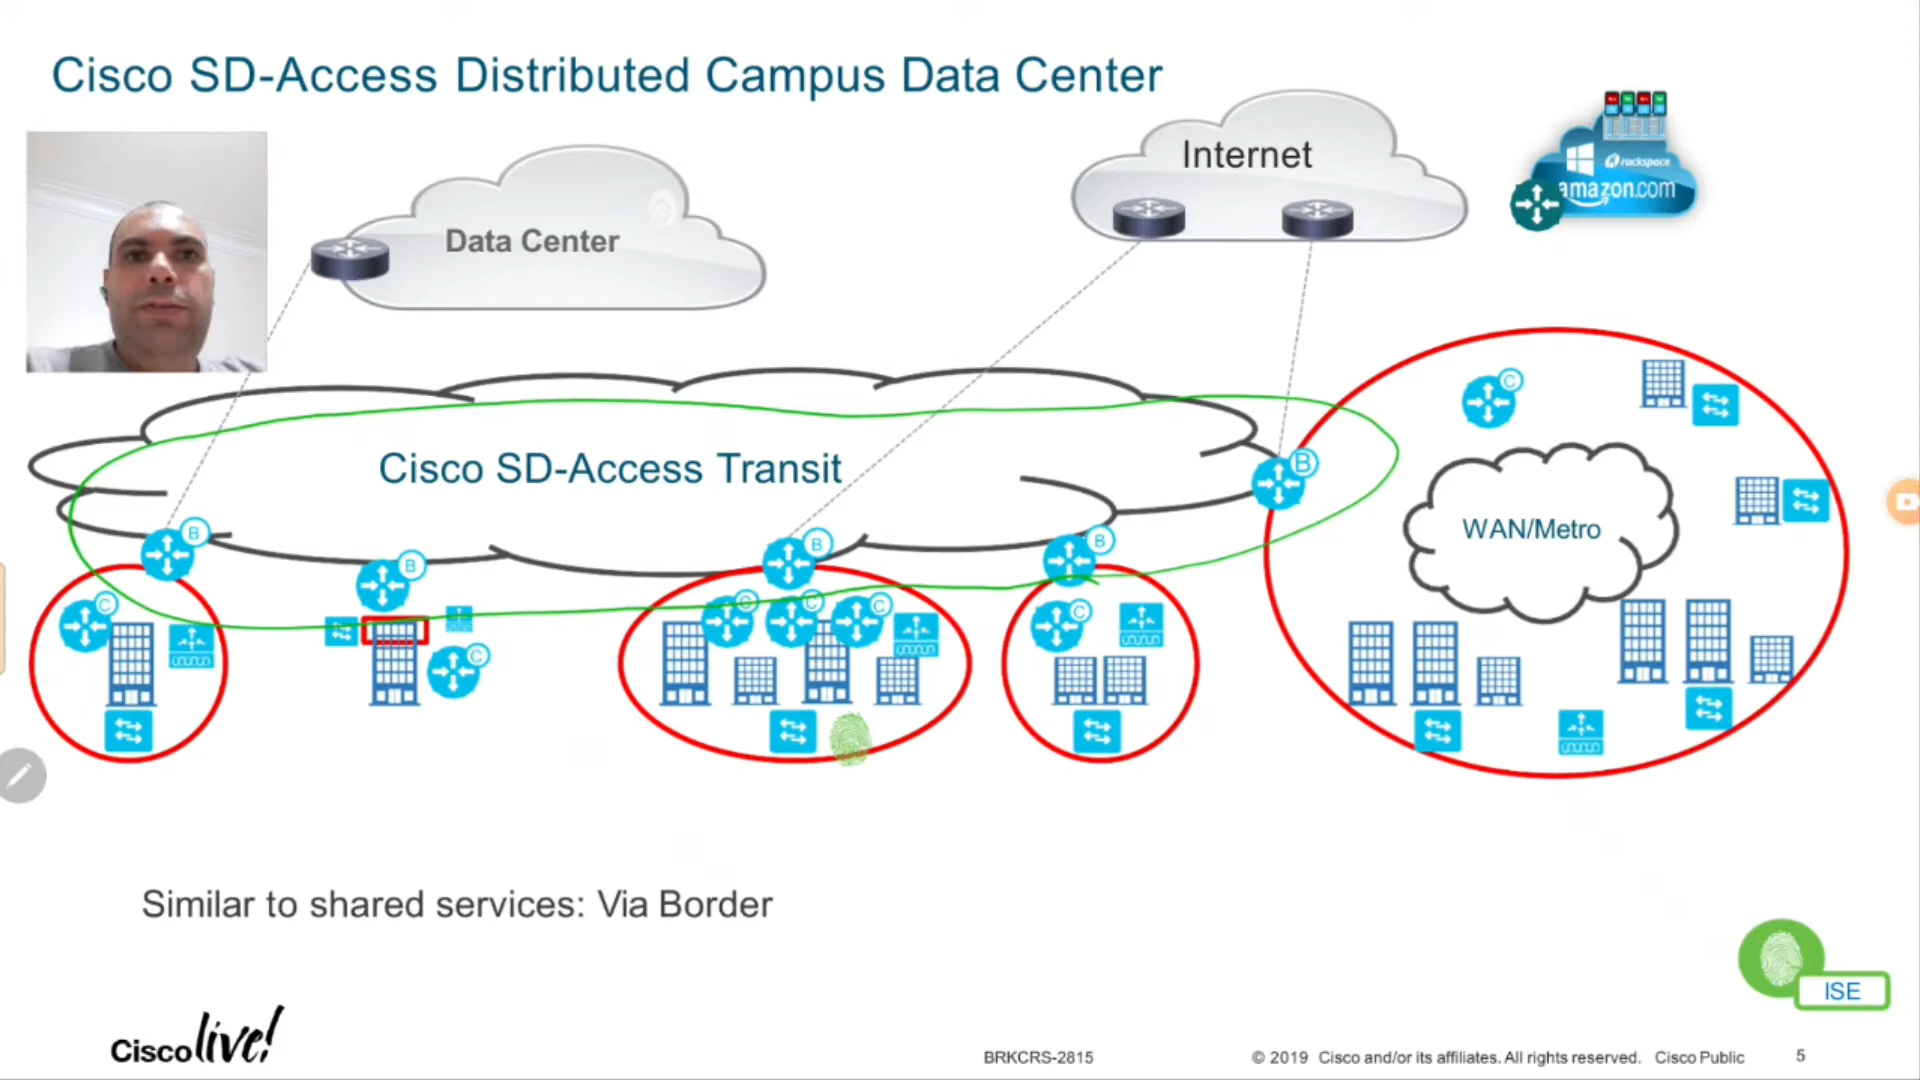 Cisco SD-Access Distributed Campus Data Center
Internet
rackspace
amazon.com
Data Center
C
Cisco SD-Access Transit
B
WAN/Metro
B
B
B
B
C
C
C
C
C
C
Similar to shared services: Via Border
ISE
Cisco live!
BRKCRS-2815
© 2019 Cisco and/or its affiliates. All rights reserved. Cisco Public
5